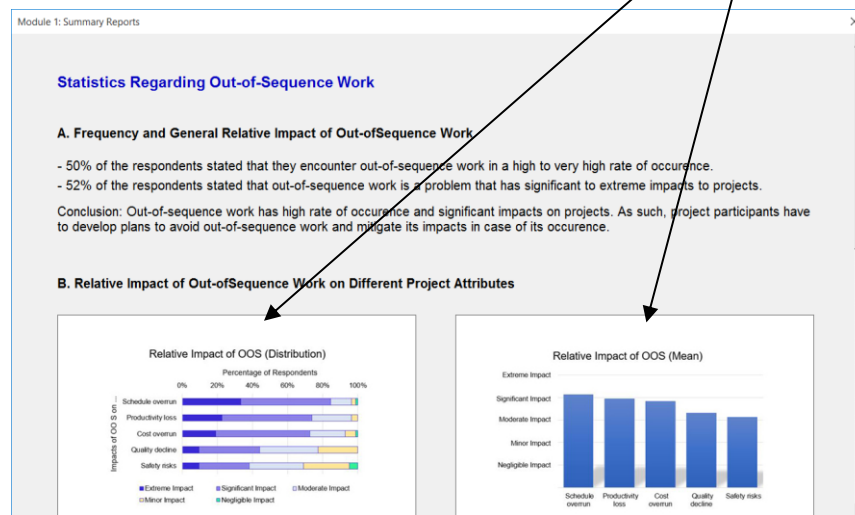 Module 1: Summary Reports
Statistics Regarding Out-of-Sequence Work
A. Frequency and General Relative Impact of Out-ofSequence Work
- 50% of the respondents stated that they encounter out-of-sequence work in a high to very high rate of occurence.
- 52% of the respondents stated that out-of-sequence work is a problem that has significant to extreme impacts to projects.
Conclusion: Out-of-sequence work has high rate of occurence and significant impacts on projects. As such, project participants have
to develop plans to avoid out-of-sequence work and mitigate its impacts in case of its occurence.
B. Relative Impact of Out-ofSequence Work on Different Project Attributes
Relative Impact of OOS (Distribution)
Percentage of Respondents
0% 20% 40% 60% 80% 100%
Impacts of OO S on ...
Schedule overrun
Productivity loss
Cost overrun
Quality decline
Safety risks
Extreme Impact Significant Impact Moderate Impact
Minor Impact Negligible Impact
Relative Impact of OOS (Mean)
Extreme Impact
Significant Impact
Moderate Impact
Minor Impact
Negligible Impact
Schedule overrun
Productivity loss
Cost overrun
Quality decline
Safety risks